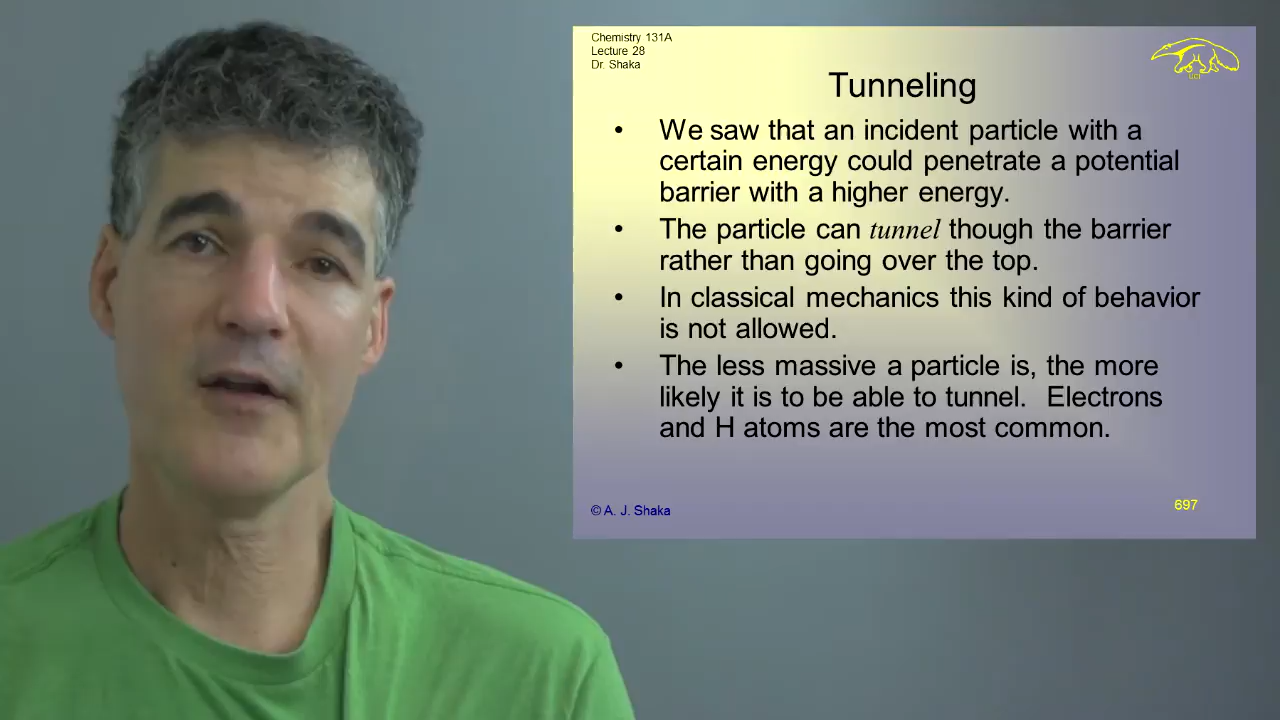 Chemistry 131A
Lecture 28
Dr. Shaka
UCI
Tunneling
• We saw that an incident particle with a
certain energy could penetrate a potential
barrier with a higher energy.
• The particle can tunnel though the barrier
rather than going over the top.
• In classical mechanics this kind of behavior
is not allowed.
• The less massive a particle is, the more
likely it is to be able to tunnel. Electrons
and H atoms are the most common.
© A. J. Shaka
697